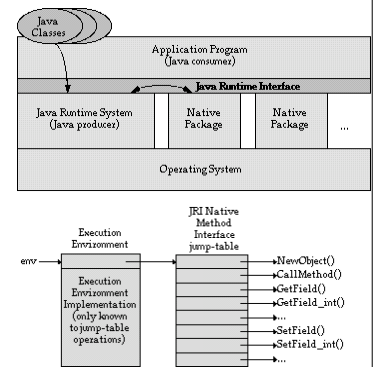 Java
Classes
Application Program
(Java consumer)
Java Runtime Interface
Java Runtime System
(Java producer)
Native
Package
Native
Package
...
Operating System
Execution
Environment
JRI Native
Method
Interface
jump-table
env
Execution
Environment
Implementation
(only known
to jump-table
operations)
NewObject()
CallMethod()
GetField()
GetField_int()
...
SetField()
SetField_int()
...